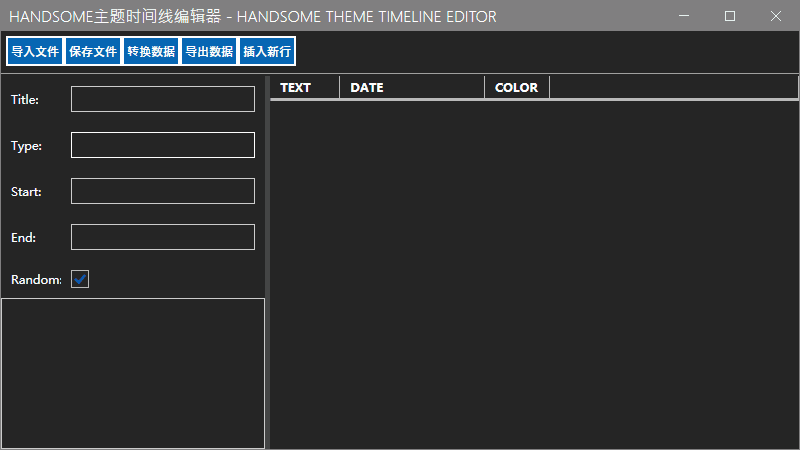 HANDSOME主题时间线编辑器 - HANDSOME THEME TIMELINE EDITOR
导入文件 保存文件 转换数据 导出数据 插入新行
Title:
Type:
Start:
End:
Random:
TEXT DATE COLOR